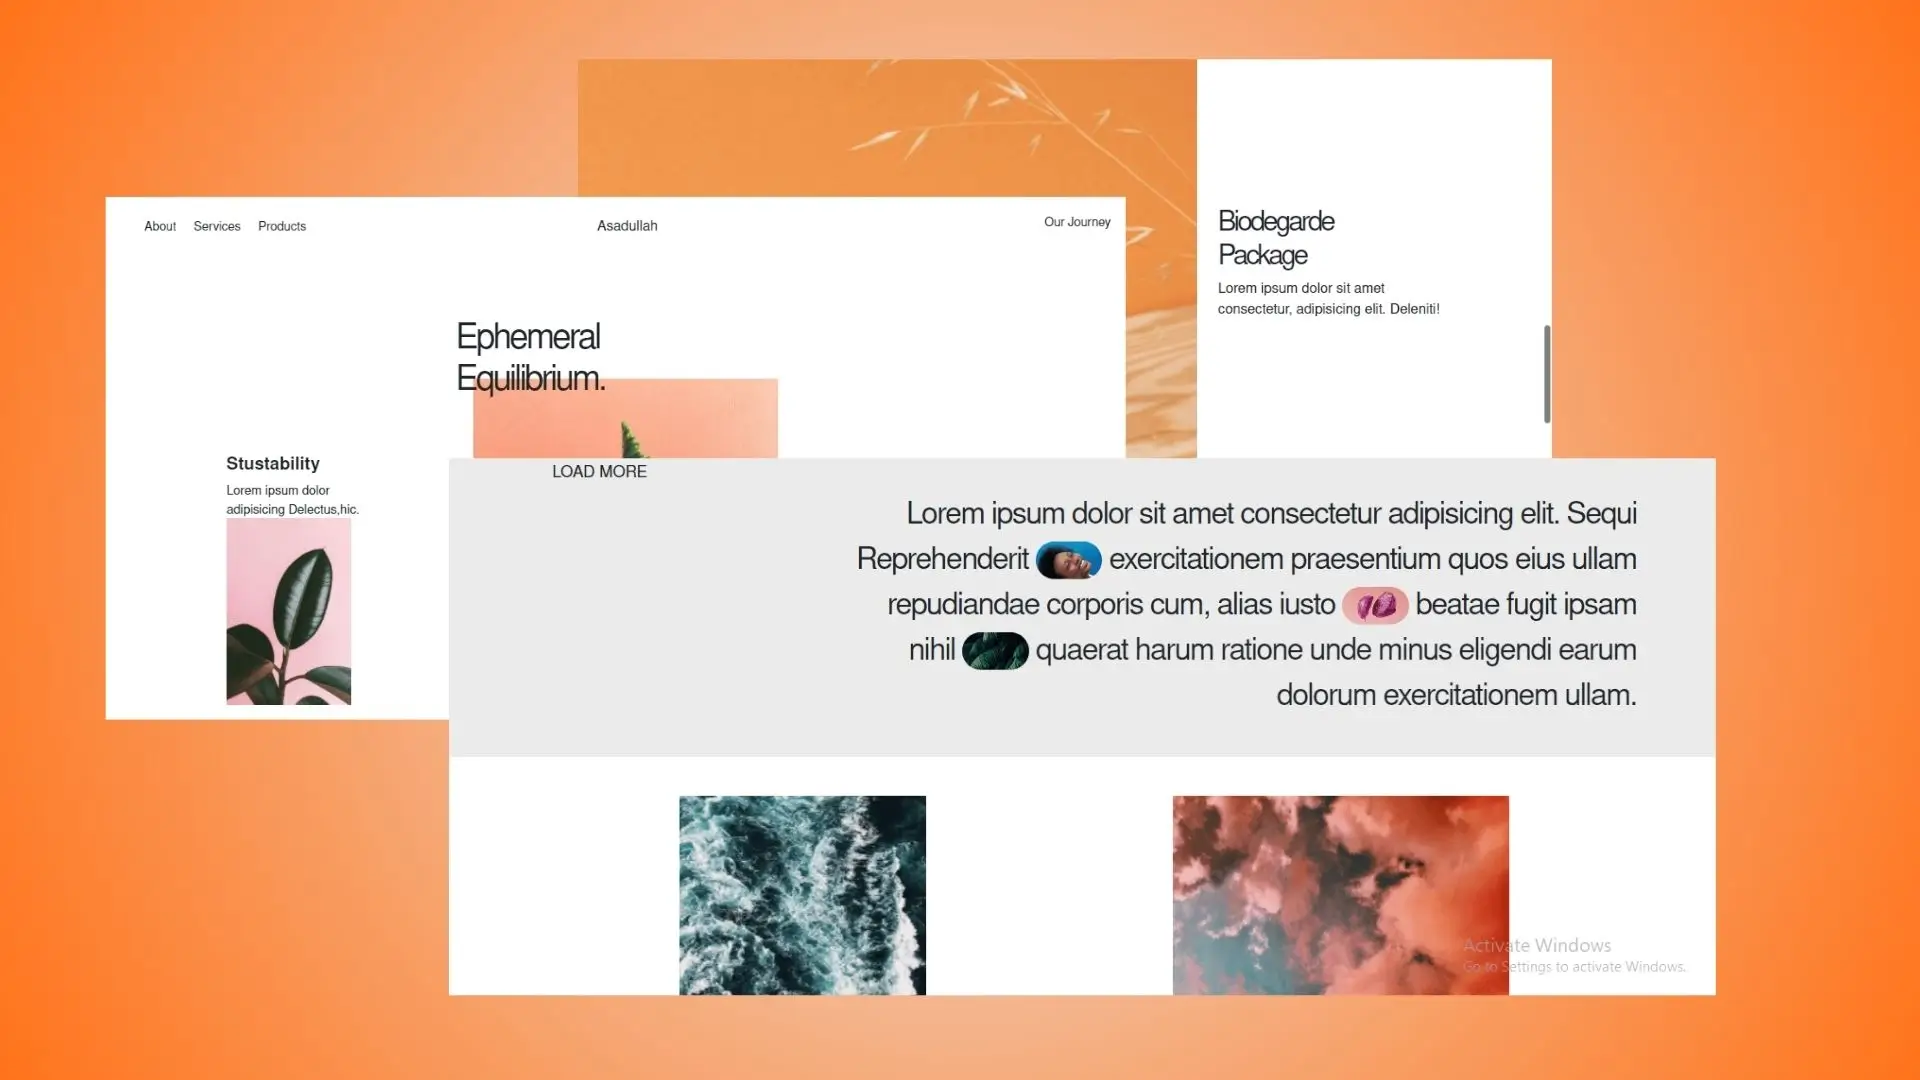 About Services Products
Asadullah
Our Journey
Biodegarde
Package
Lorem ipsum dolor sit amet
consectetur, adipisicing elit. Deleniti!
Ephemeral
Equilibrium.
Stustability
Lorem ipsum dolor
adipisicing Delectus,hic.
LOAD MORE
Lorem ipsum dolor sit amet consectetur adipisicing elit. Sequi
Reprehenderit exercitationem praesentium quos eius ullam
repudiandae corporis cum, alias iusto beatae fugit ipsam
nihil quaerat harum ratione unde minus eligendi earum
dolorum exercitationem ullam.
Activate Windows
Go to Settings to activate Windows.